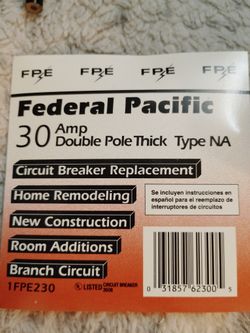 FPE FPE FPE FPE
Federal Pacific
30 Amp
Double Pole Thick Type NA
Circuit Breaker Replacement
Home Remodeling
New Construction
Room Additions
Branch Circuit
1FPE230
LISTED CIRCUIT BREAKER
Se incluyen instrucciones en
español para el reemplazo de
interruptores de circuitos
0 31857 62300 5